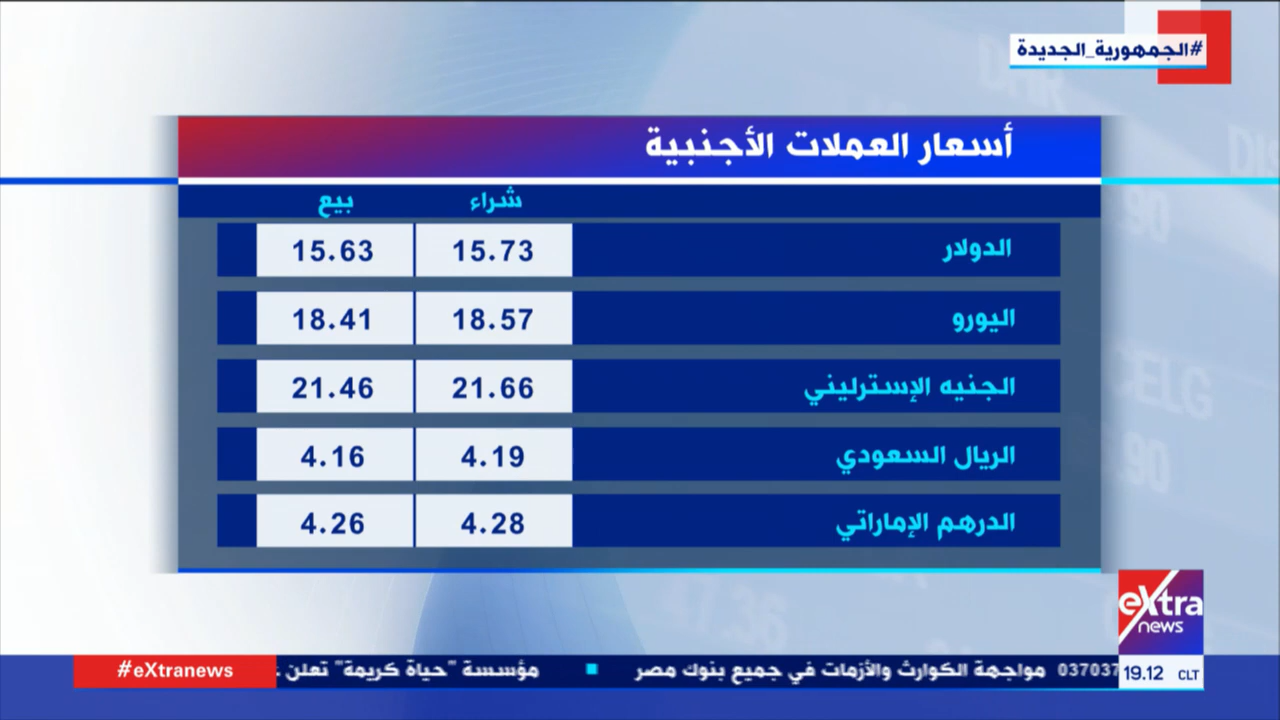 #الجمهورية_الجديدة
أسعار العملات الأجنبية
شراء بيع
الدولار 15.73 15.63
اليورو 18.57 18.41
الجنيه الإسترليني 21.66 21.46
الريال السعودي 4.19 4.16
الدرهم الإماراتي 4.28 4.26
eXtra
news
19.12 CLT
037037 مواجهة الكوارث والأزمات في جميع بنوك مصر ■ مؤسسة "حياة كريمة" تعلن
#eXtranews